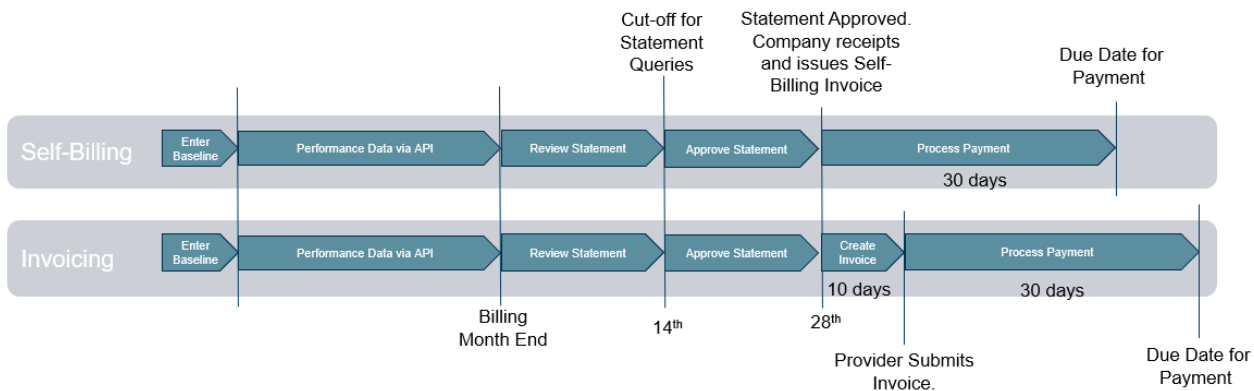 Cut-off for
Statement
Queries
Statement Approved.
Company receipts
and issues Self-
Billing Invoice
Due Date for
Payment
Self-Billing
Enter
Baseline
Performance Data via API
Review Statement
Approve Statement
Process Payment
30 days
Invoicing
Enter
Baseline
Performance Data via API
Review Statement
Approve Statement
Create
Invoice
Process Payment
10 days
30 days
Billing
Month End
14th
28th
Provider Submits
Invoice.
Due Date for
Payment